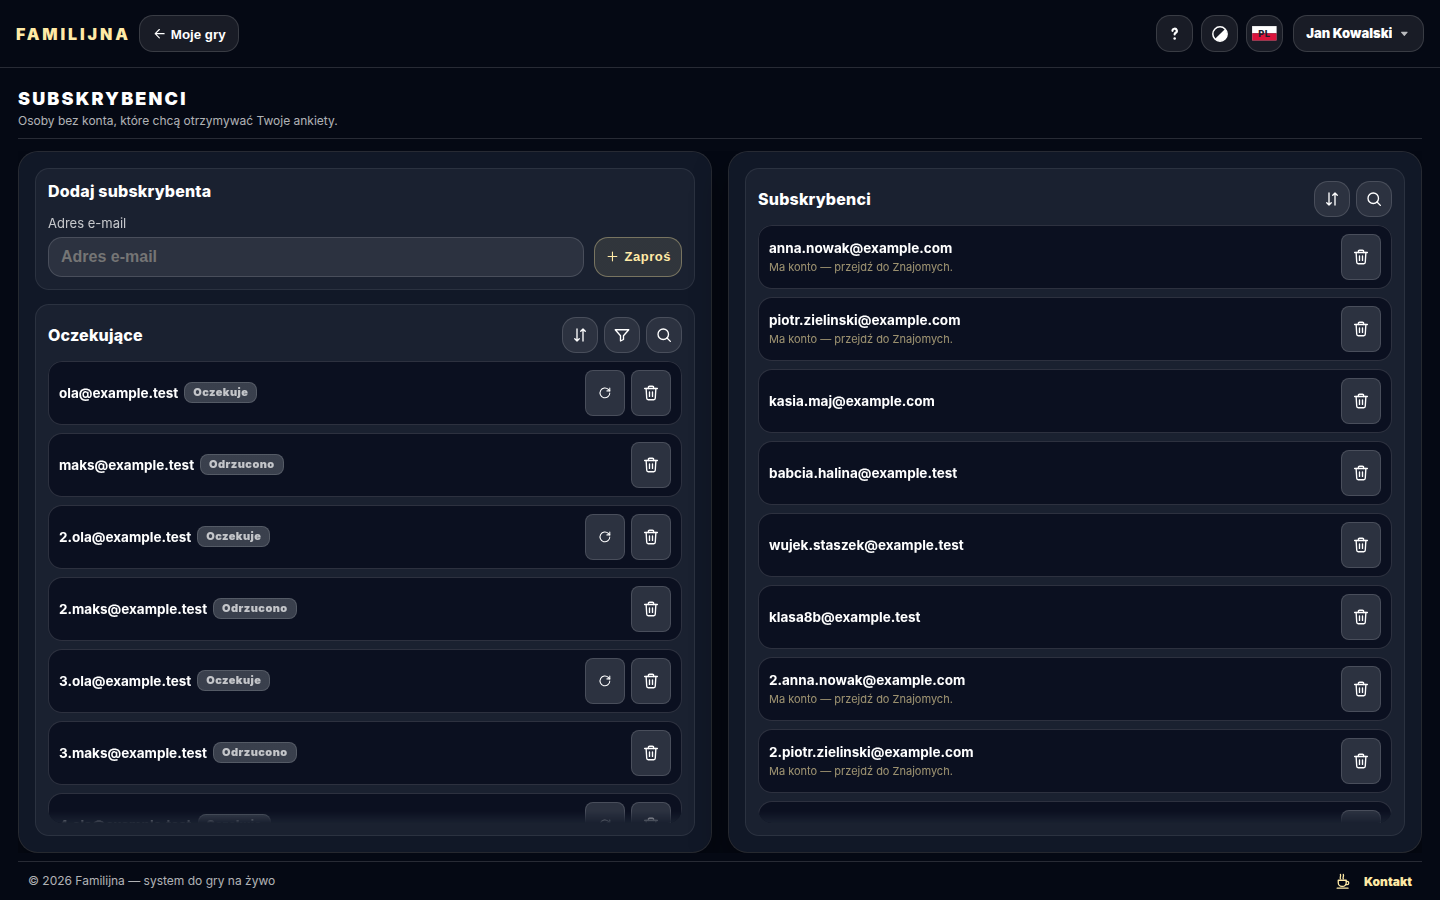 FAMILIJNA
Moje gry
?
PL
Jan Kowalski
SUBSKRYBENCI
Osoby bez konta, które chcą otrzymywać Twoje ankiety.
Dodaj subskrybenta
Adres e-mail
Adres e-mail
+ Zaproś
Oczekujące
ola@example.test Oczekuje
maks@example.test Odrzucono
2.ola@example.test Oczekuje
2.maks@example.test Odrzucono
3.ola@example.test Oczekuje
3.maks@example.test Odrzucono
Subskrybenci
anna.nowak@example.com
Ma konto — przejdź do Znajomych.
piotr.zielinski@example.com
Ma konto — przejdź do Znajomych.
kasia.maj@example.com
babcia.halina@example.test
wujek.staszek@example.test
klasa8b@example.test
2.anna.nowak@example.com
Ma konto — przejdź do Znajomych.
2.piotr.zielinski@example.com
Ma konto — przejdź do Znajomych.
© 2026 Familijna — system do gry na żywo
Kontakt